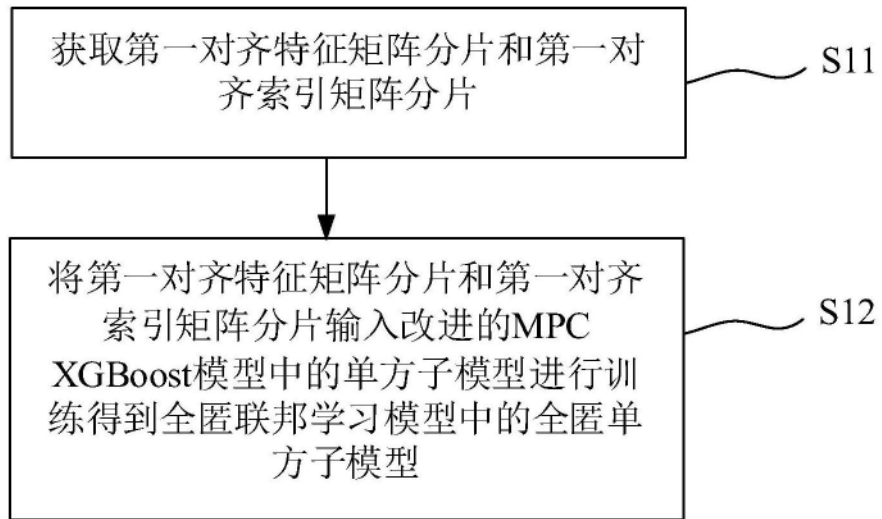 获取第一对齐特征矩阵分片和第一对
齐索引矩阵分片
S11
将第一对齐特征矩阵分片和第一对齐
索引矩阵分片输入改进的MPC
XGBoost模型中的单方子模型进行训
练得到全匿联邦学习模型中的全匿单
方子模型
S12